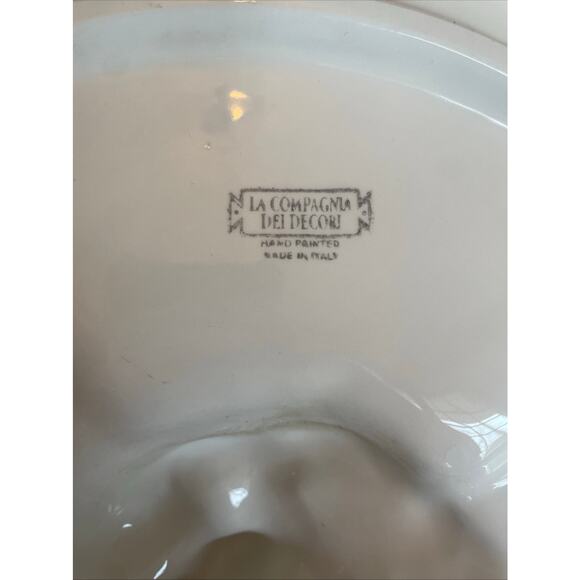 LA COMPAGNIA
DEI DECORI
HAND PAINTED
MADE IN ITALY